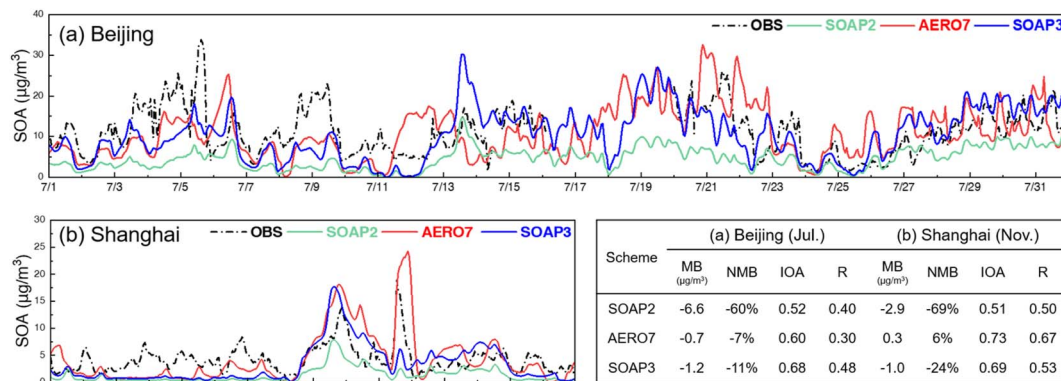 (a) Beijing
OBS SOAP2 AERO7 SOAP3
SOA (μg/m³)
40
30
20
10
0
7/1 7/3 7/5 7/7 7/9 7/11 7/13 7/15 7/17 7/19 7/21 7/23 7/25 7/27 7/29 7/31
(b) Shanghai
OBS SOAP2 AERO7 SOAP3
SOA (μg/m³)
30
25
20
15
10
5
Scheme (a) Beijing (Jul.) (b) Shanghai (Nov.)
MB (μg/m³) NMB IOA R MB (μg/m³) NMB IOA R
SOAP2 -6.6 -60% 0.52 0.40 -2.9 -69% 0.51 0.50
AERO7 -0.7 -7% 0.60 0.30 0.3 6% 0.73 0.67
SOAP3 -1.2 -11% 0.68 0.48 -1.0 -24% 0.69 0.53